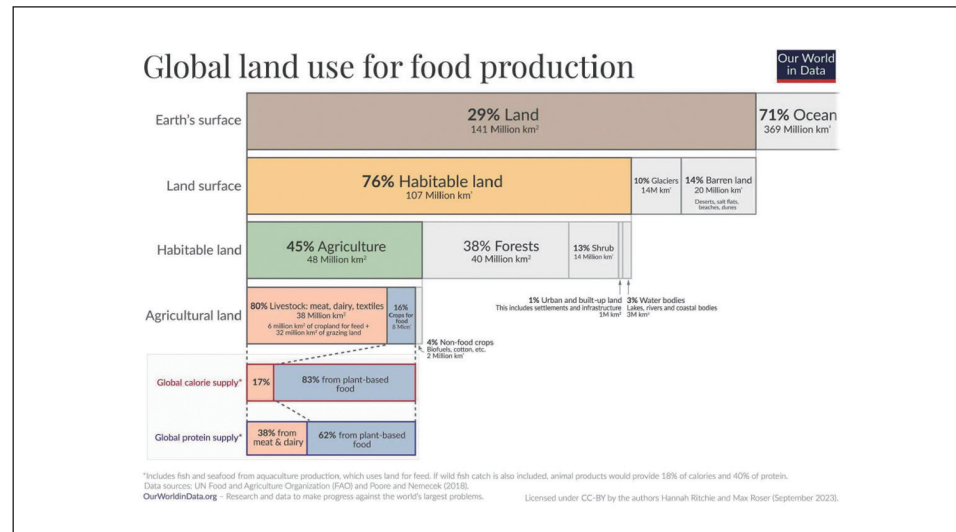 Global land use for food production
Our World
in Data
Earth's surface
29% Land
141 Million km²
71% Ocean
369 Million km²
Land surface
76% Habitable land
107 Million km²
10% Glaciers
14M km²
14% Barren land
20 Million km²
Deserts, salt flats,
beaches, dunes
Habitable land
45% Agriculture
48 Million km²
38% Forests
40 Million km²
13% Shrub
14 Million km²
1% Urban and built-up land
This includes settlements and infrastructure
1M km²
3% Water bodies
Lakes, rivers and coastal bodies
3M km²
Agricultural land
80% Livestock: meat, dairy, textiles
38 Million km²
6 million km² of cropland for feed +
32 million km² of grazing land
16%
Crops for
food
8 M km²
4% Non-food crops
Biofuels, cotton, etc.
2 Million km²
Global calorie supply*
17%
83% from plant-based
food
Global protein supply*
38% from
meat & dairy
62% from plant-based
food
*Includes fish and seafood from aquaculture production, which uses land for feed. If wild fish catch is also included, animal products would provide 18% of calories and 40% of protein.
Data sources: UN Food and Agriculture Organization (FAO) and Poore and Nemecek (2018).
OurWorldinData.org – Research and data to make progress against the world's largest problems.
Licensed under CC-BY by the authors Hannah Ritchie and Max Roser (September 2023).